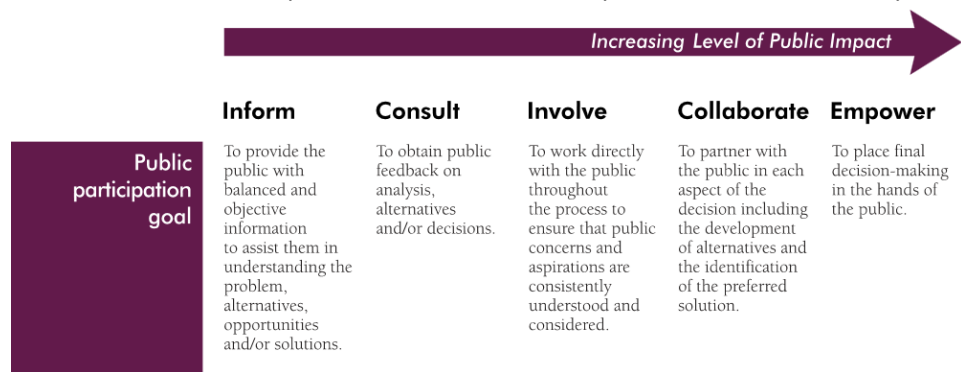 Increasing Level of Public Impact
Inform
Consult
Involve
Collaborate
Empower
Public
participation
goal
To provide the
public with
balanced and
objective
information
to assist them in
understanding the
problem,
alternatives,
opportunities
and/or solutions.
To obtain public
feedback on
analysis,
alternatives
and/or decisions.
To work directly
with the public
throughout
the process to
ensure that public
concerns and
aspirations are
consistently
understood and
considered.
To partner with
the public in each
aspect of the
decision including
the development
of alternatives and
the identification
of the preferred
solution.
To place final
decision-making
in the hands of
the public.